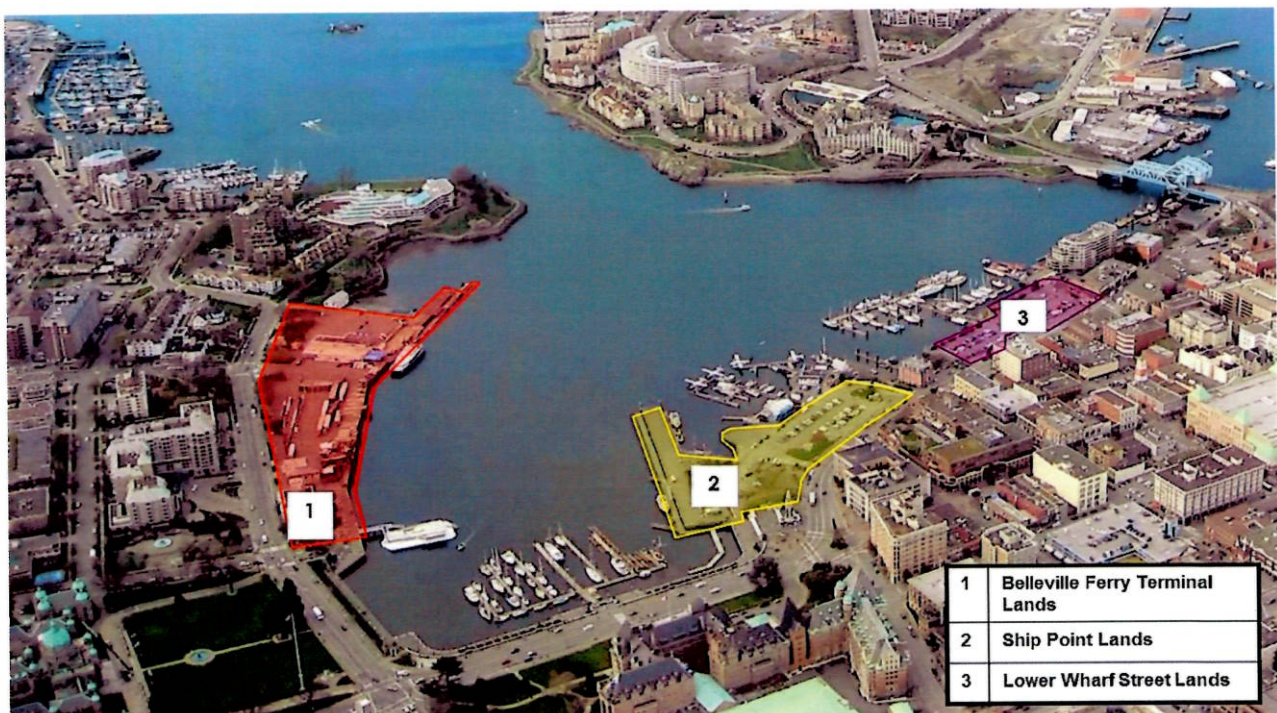 3
2
1
1 Belleville Ferry Terminal
Lands
2 Ship Point Lands
3 Lower Wharf Street Lands